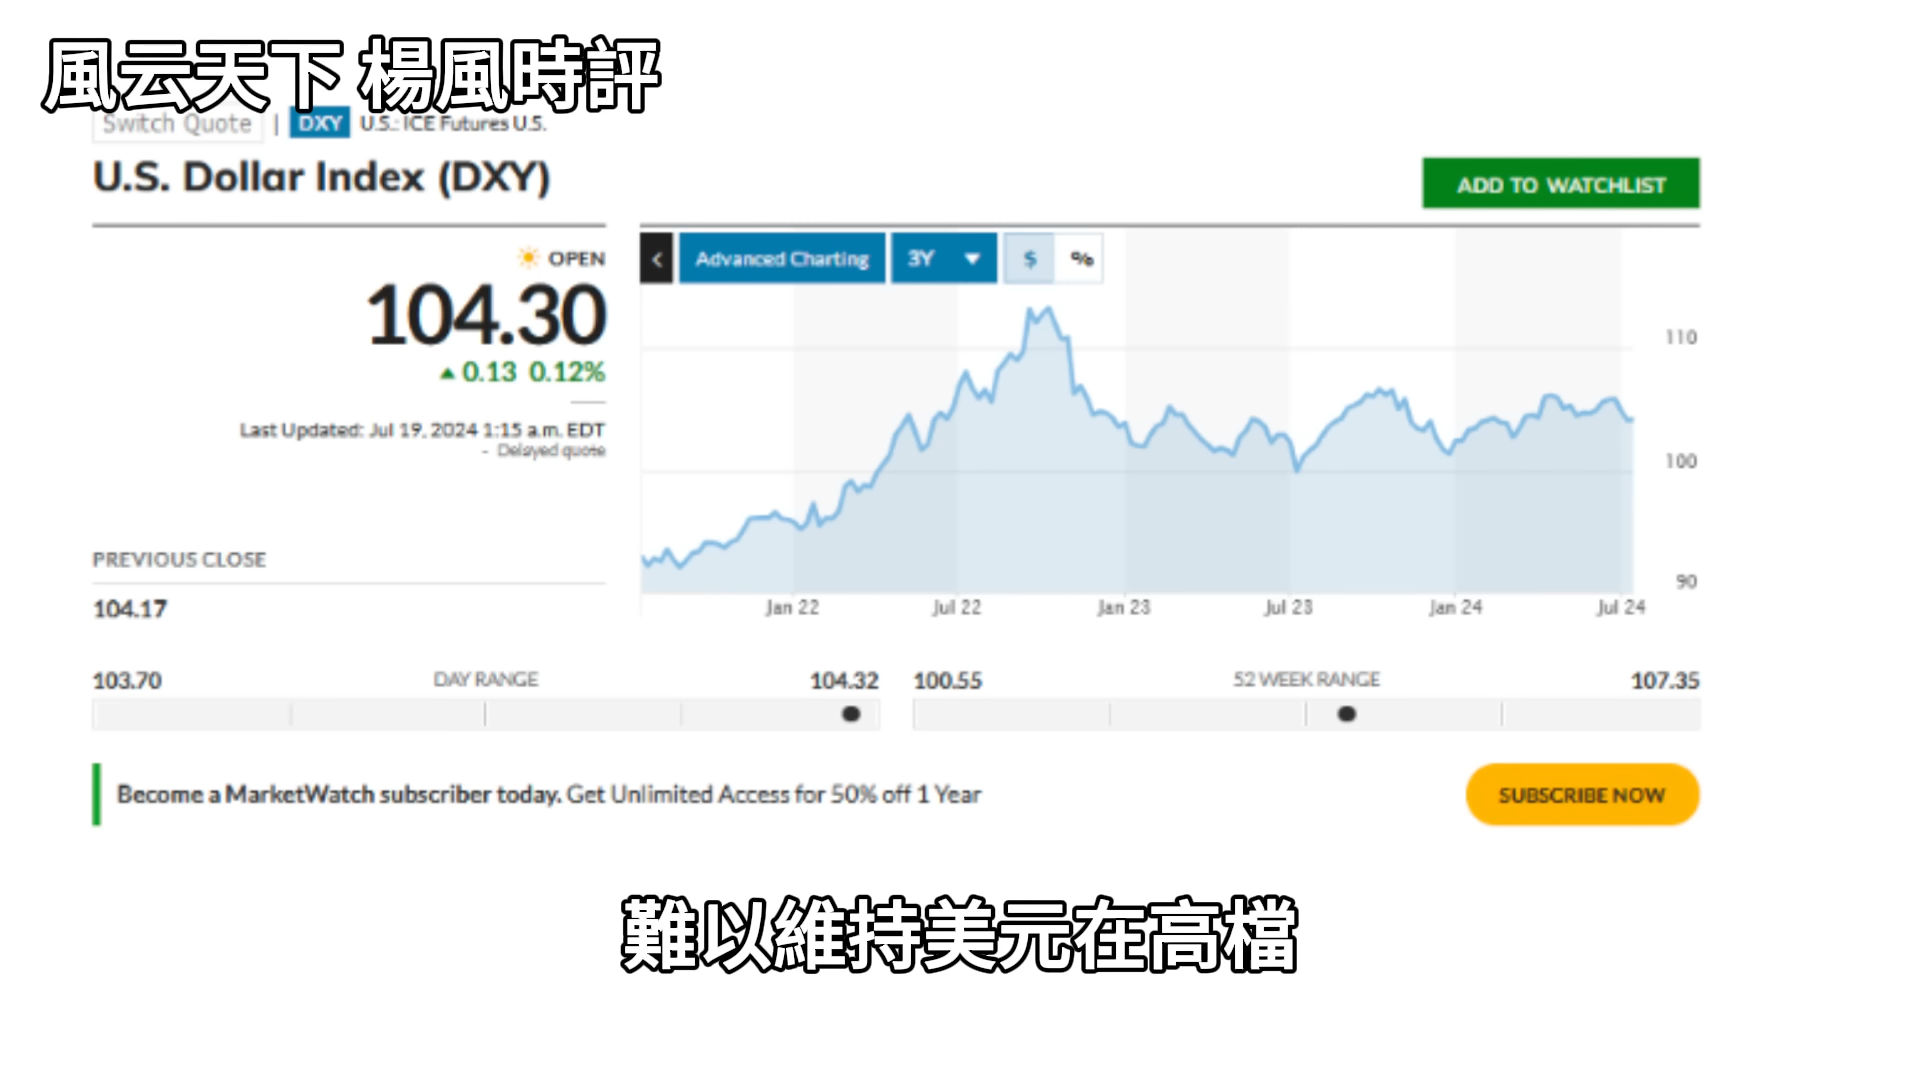 風云天下 楊風時評
Switch Quote | DXY U.S.: ICE Futures U.S.
U.S. Dollar Index (DXY)
ADD TO WATCHLIST
OPEN
104.30
0.13 0.12%
Last Updated: Jul 19, 2024 1:15 a.m. EDT
- Delayed quote
PREVIOUS CLOSE
104.17
< Advanced Charting 3Y $ %
110
100
90
Jan 22 Jul 22 Jan 23 Jul 23 Jan 24 Jul 24
103.70 DAY RANGE 104.32
100.55 52 WEEK RANGE 107.35
Become a MarketWatch subscriber today. Get Unlimited Access for 50% off 1 Year
SUBSCRIBE NOW
難以維持美元在高檔